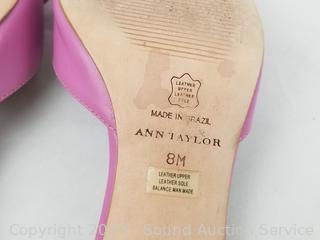 LEATHER
UPPER
LEATHER
SOLE
MADE IN BRAZIL
ANN TAYLOR
8M
LEATHER UPPER
LEATHER SOLE
BALANCE MAN MADE
Sound Auction Service